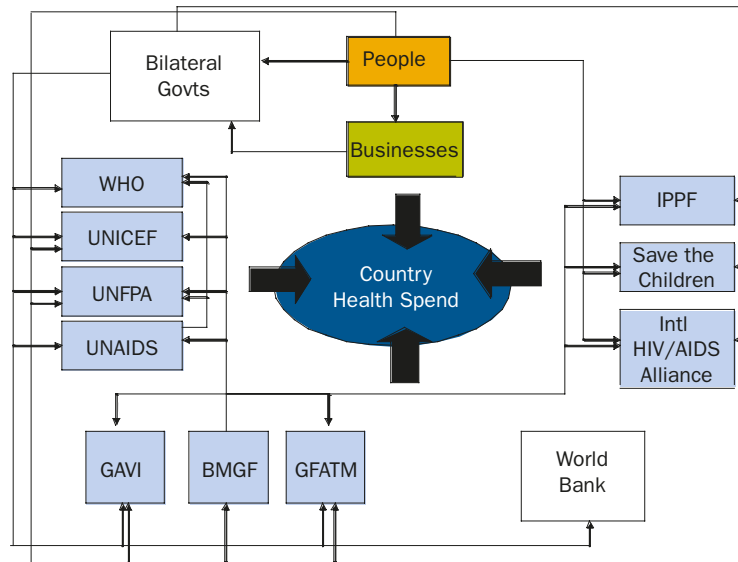 Bilateral
Govts
People
Businesses
WHO
UNICEF
UNFPA
UNAIDS
Country
Health Spend
IPPF
Save the
Children
Intl
HIV/AIDS
Alliance
GAVI
BMGF
GFATM
World
Bank